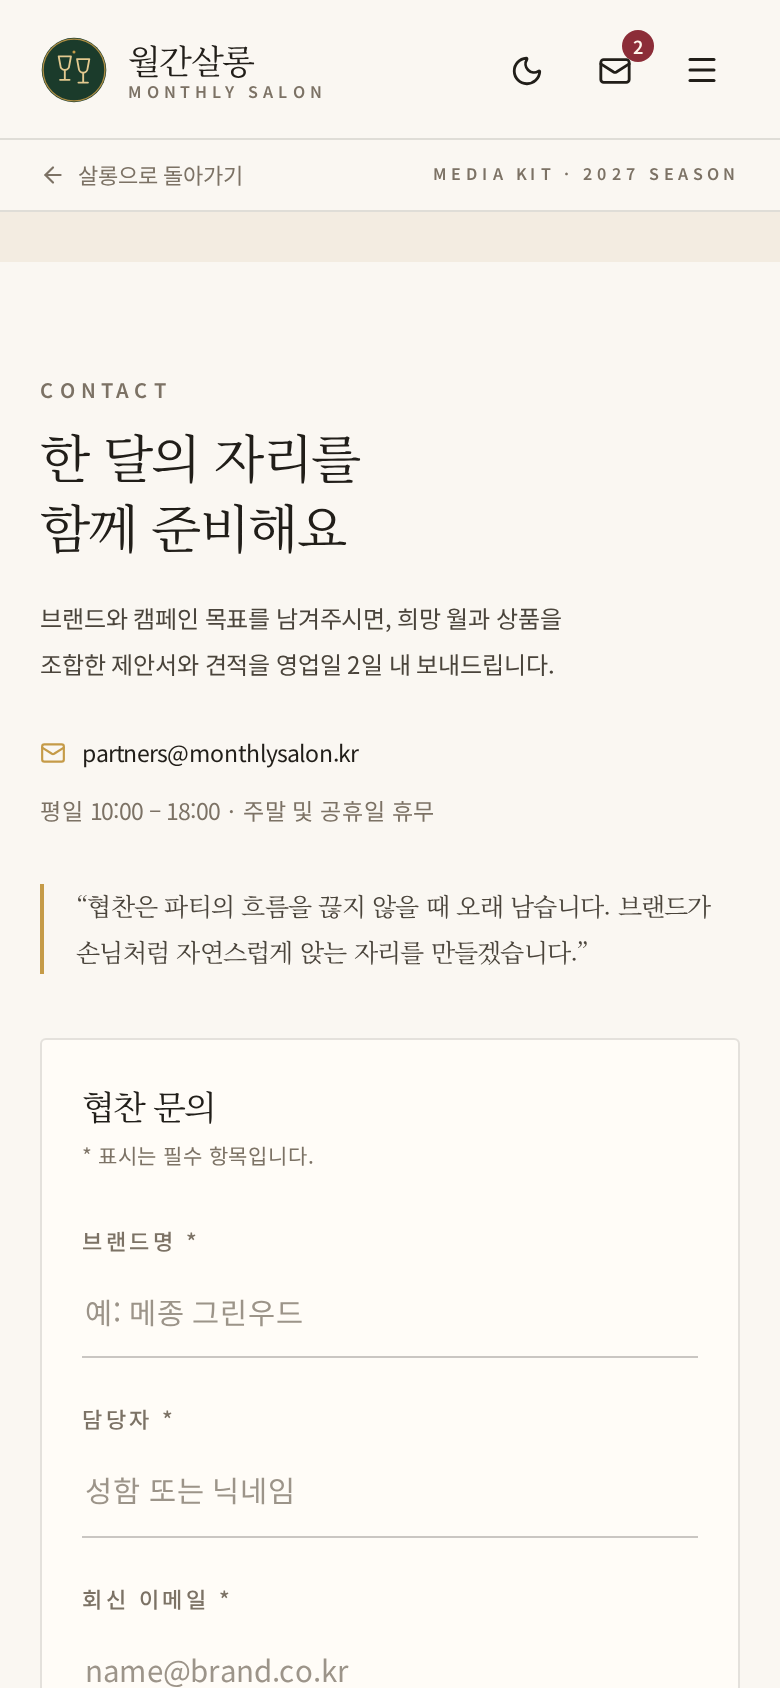 월간살롱
MONTHLY SALON
2
살롱으로 돌아가기
MEDIA KIT · 2027 SEASON
CONTACT
한 달의 자리를
함께 준비해요
브랜드와 캠페인 목표를 남겨주시면, 희망 월과 상품을
조합한 제안서와 견적을 영업일 2일 내 보내드립니다.
partners@monthlysalon.kr
평일 10:00 – 18:00 · 주말 및 공휴일 휴무
“협찬은 파티의 흐름을 끊지 않을 때 오래 남습니다. 브랜드가
손님처럼 자연스럽게 앉는 자리를 만들겠습니다.”
협찬 문의
* 표시는 필수 항목입니다.
브랜드명 *
예: 메종 그린우드
담당자 *
성함 또는 닉네임
회신 이메일 *
name@brand.co.kr